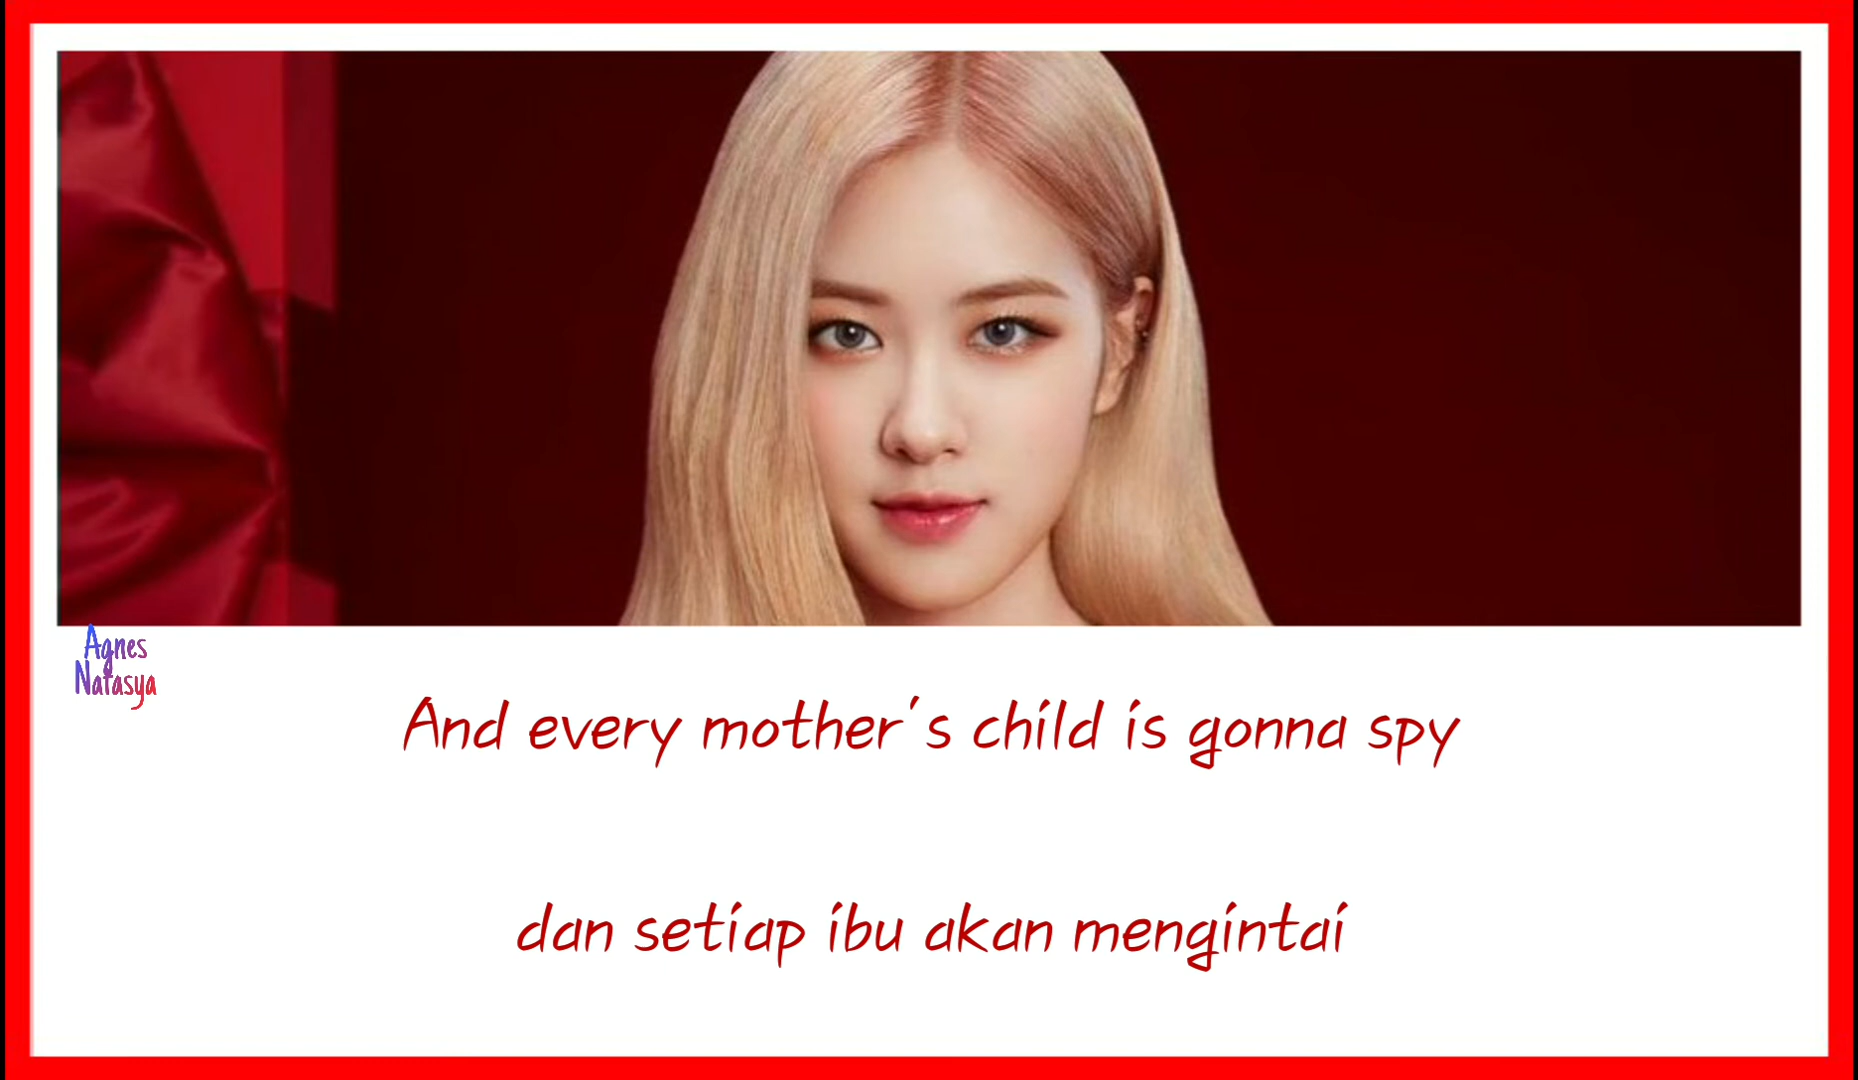 Agnes
Natasya
And every mother's child is gonna spy
dan setiap ibu akan mengintai